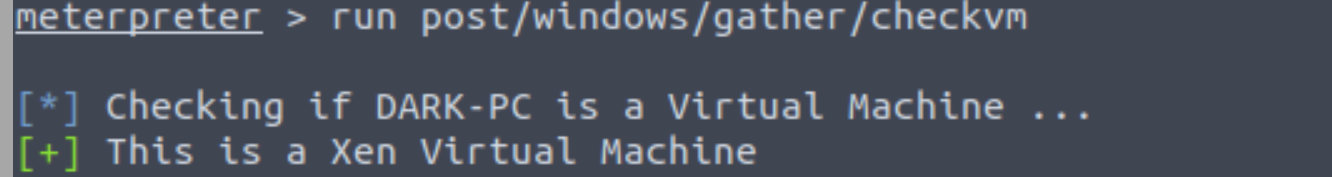 meterpreter > run post/windows/gather/checkvm
[*] Checking if DARK-PC is a Virtual Machine ...
[+] This is a Xen Virtual Machine